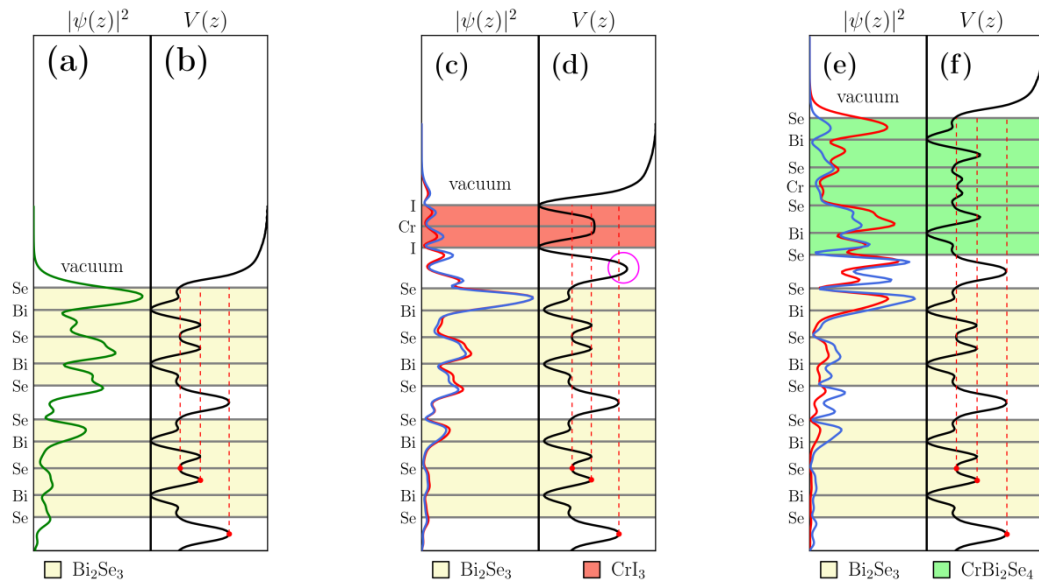 |ψ(z)|² V(z)
(a) (b)
vacuum
Se
Bi
Se
Bi
Se
Se
Bi
Se
Bi
Se
Bi₂Se₃
|ψ(z)|² V(z)
(c) (d)
vacuum
I
Cr
I
Se
Bi
Se
Bi
Se
Se
Bi
Se
Bi
Se
Bi₂Se₃ CrI₃
|ψ(z)|² V(z)
(e) (f)
vacuum
Se
Bi
Se
Cr
Se
Bi
Se
Se
Bi
Se
Bi
Se
Se
Bi
Se
Bi
Se
Bi₂Se₃ CrBi₂Se₄